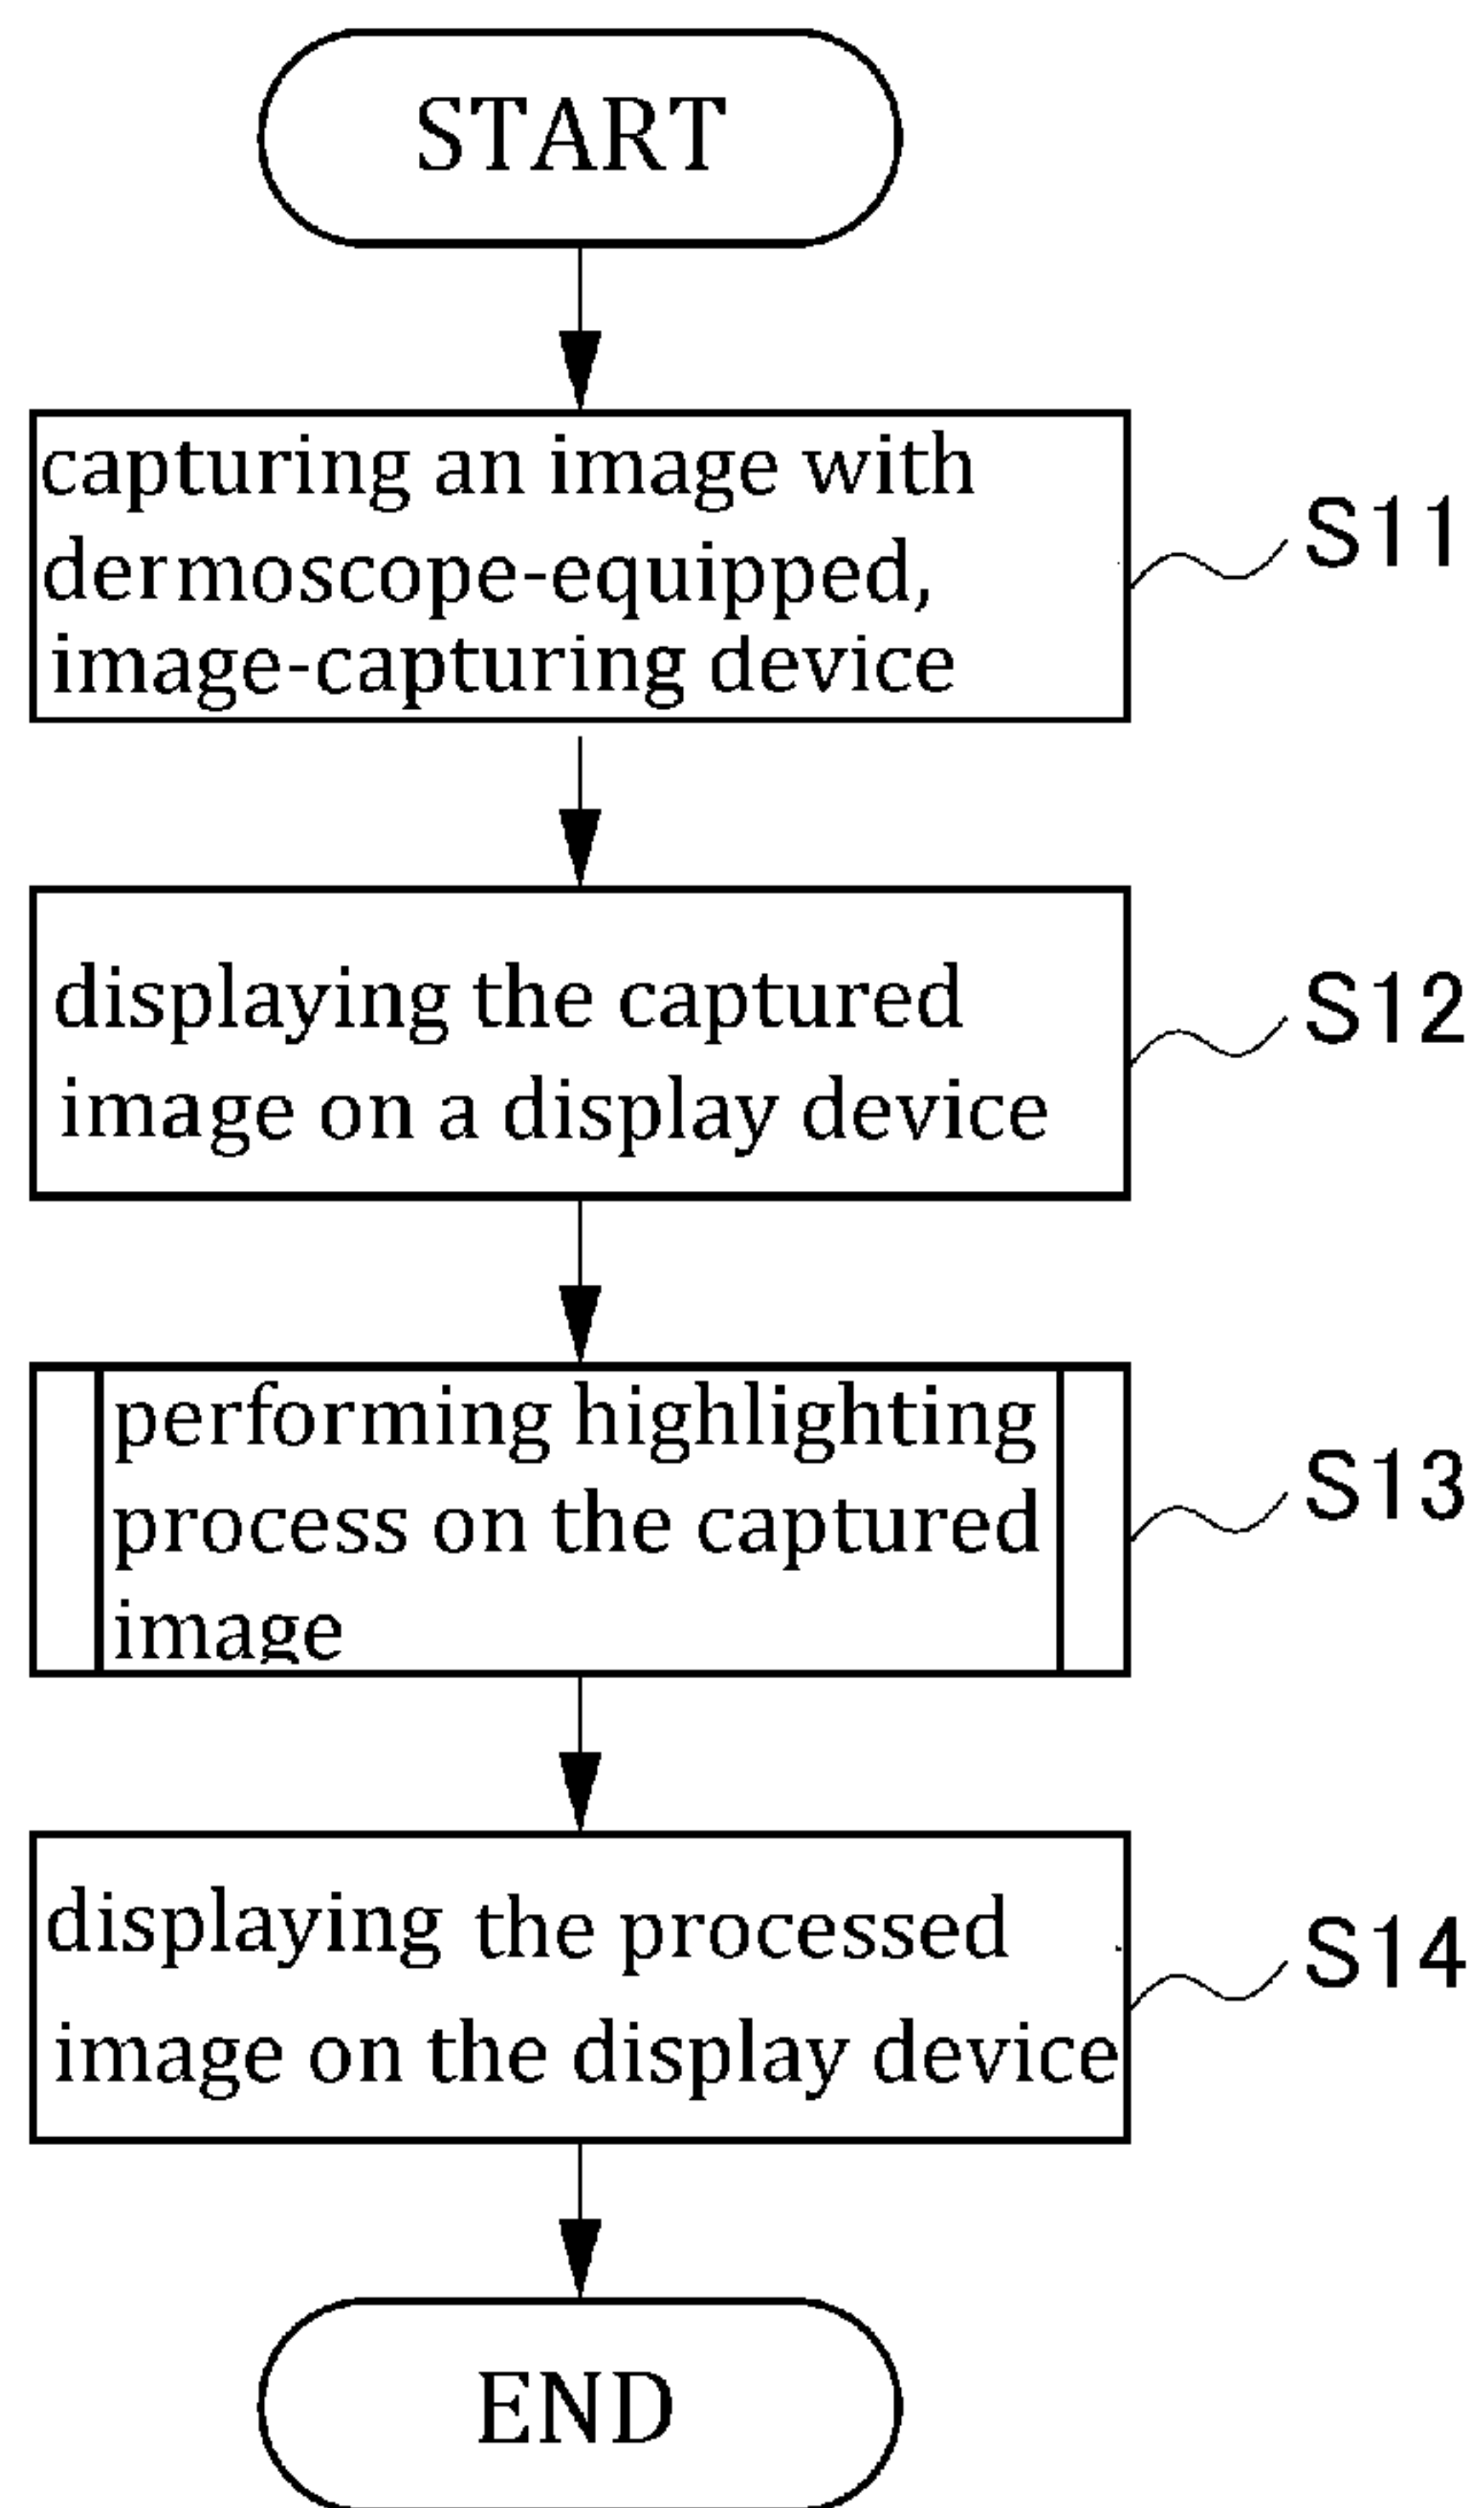 START
capturing an image with
dermoscope-equipped,
image-capturing device
S11
displaying the captured
image on a display device
S12
performing highlighting
process on the captured
image
S13
displaying the processed
image on the display device
S14
END